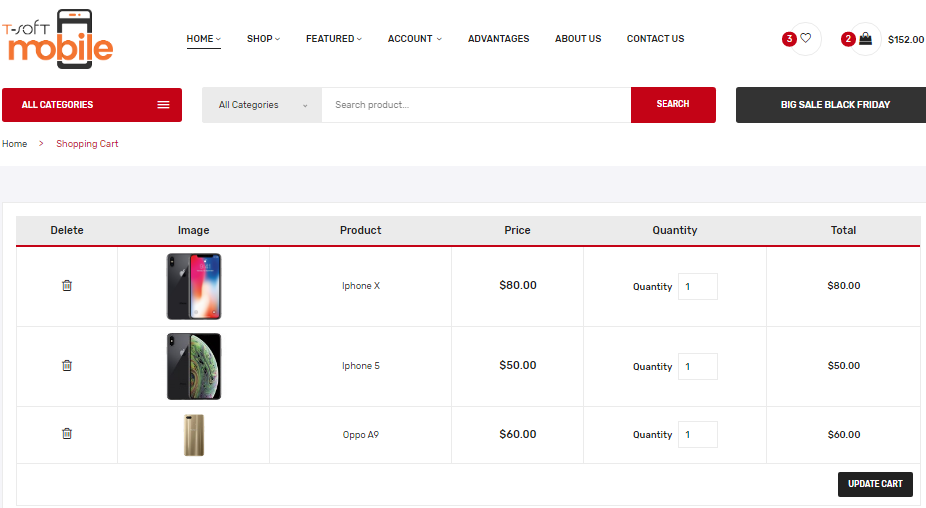 T-SOFT
mobile
HOME SHOP FEATURED ACCOUNT ADVANTAGES ABOUT US CONTACT US 3 2 $152.00
ALL CATEGORIES All Categories Search product... SEARCH BIG SALE BLACK FRIDAY
Home > Shopping Cart
Delete Image Product Price Quantity Total
Iphone X $80.00 Quantity 1 $80.00
Iphone 5 $50.00 Quantity 1 $50.00
Oppo A9 $60.00 Quantity 1 $60.00
UPDATE CART